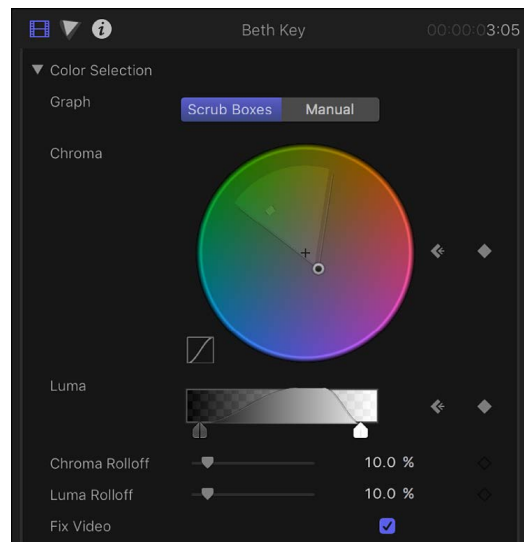 Beth Key 00:00:03:05
Color Selection
Graph Scrub Boxes Manual
Chroma
Luma
Chroma Rolloff 10.0 %
Luma Rolloff 10.0 %
Fix Video